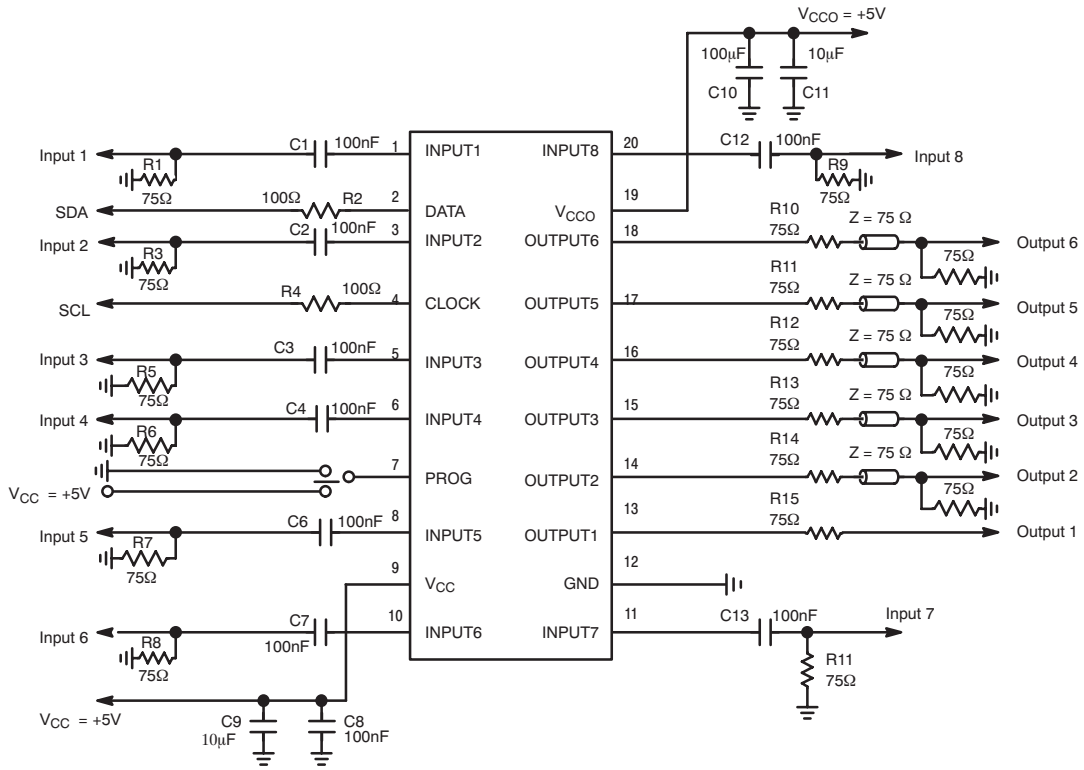 VCCO = +5V
100μF
10μF
C10
C11
Input 1
R1
75Ω
C1
100nF
1
INPUT1
INPUT8
20
C12
100nF
R9
75Ω
Input 8
SDA
100Ω
R2
2
DATA
VCCO
19
Input 2
R3
75Ω
C2
100nF
3
INPUT2
OUTPUT6
18
R10
75Ω
Z = 75 Ω
75Ω
Output 6
SCL
R4
100Ω
4
CLOCK
OUTPUT5
17
R11
75Ω
Z = 75 Ω
75Ω
Output 5
Input 3
R5
75Ω
C3
100nF
5
INPUT3
OUTPUT4
16
R12
75Ω
Z = 75 Ω
75Ω
Output 4
Input 4
R6
75Ω
C4
100nF
6
INPUT4
OUTPUT3
15
R13
75Ω
Z = 75 Ω
75Ω
Output 3
VCC = +5V
7
PROG
OUTPUT2
14
R14
75Ω
Z = 75 Ω
75Ω
Output 2
Input 5
R7
75Ω
C6
100nF
8
INPUT5
OUTPUT1
13
R15
75Ω
Output 1
9
VCC
GND
12
Input 6
R8
75Ω
C7
100nF
10
INPUT6
INPUT7
11
C13
100nF
Input 7
R11
75Ω
VCC = +5V
C9
10μF
C8
100nF